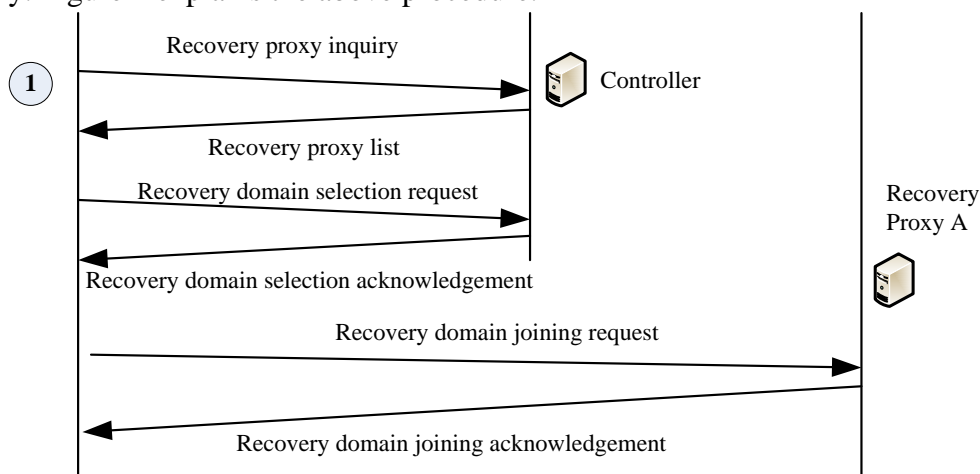 Recovery proxy inquiry
1
Controller
Recovery proxy list
Recovery domain selection request
Recovery
Proxy A
Recovery domain selection acknowledgement
Recovery domain joining request
Recovery domain joining acknowledgement